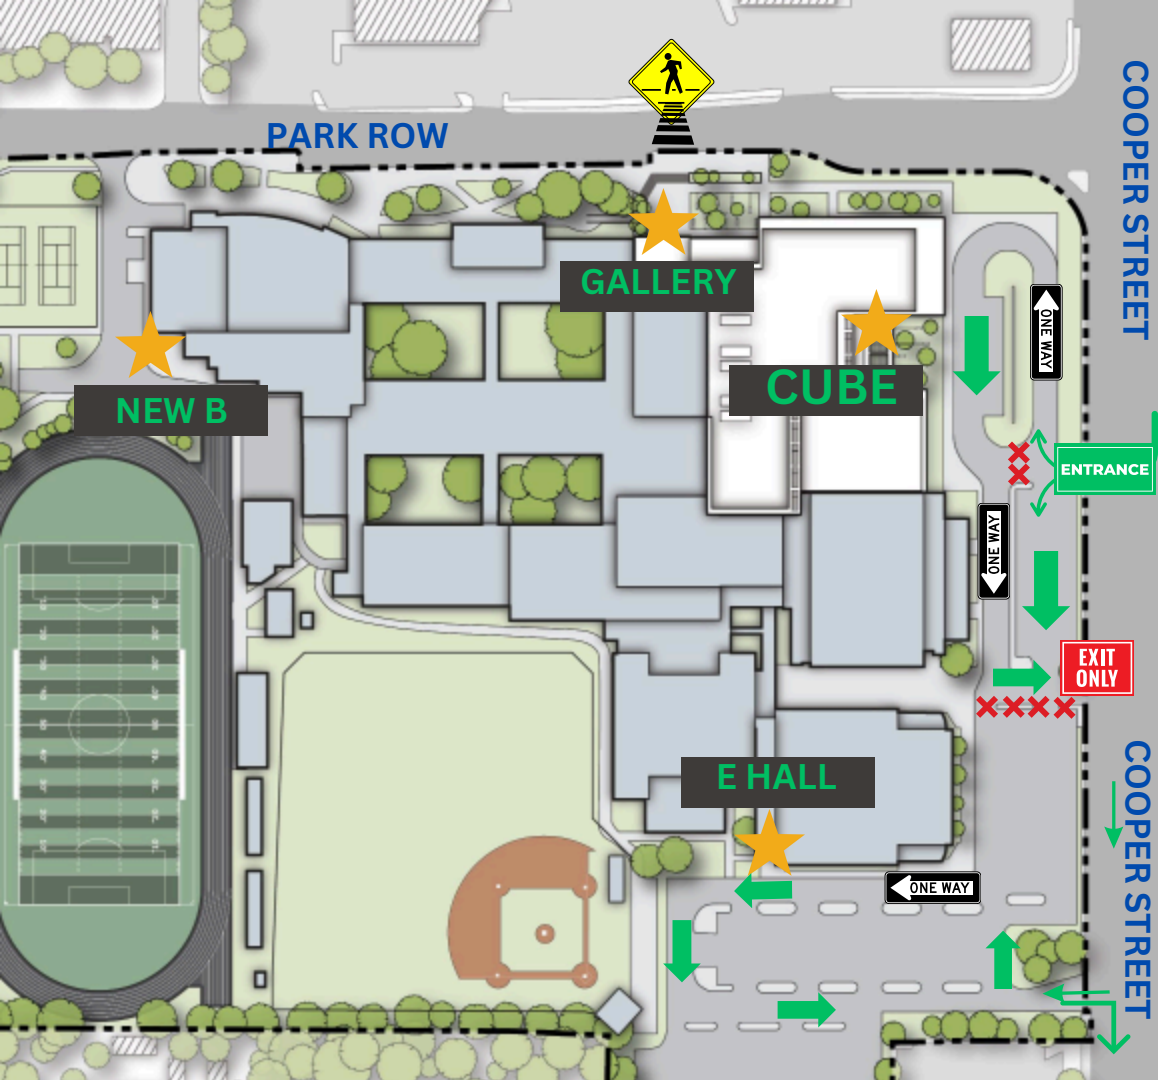 PARK ROW
COOPER STREET
GALLERY
ONE WAY
NEW B
CUBE
ENTRANCE
ONE WAY
EXIT
ONLY
E HALL
ONE WAY
COOPER STREET